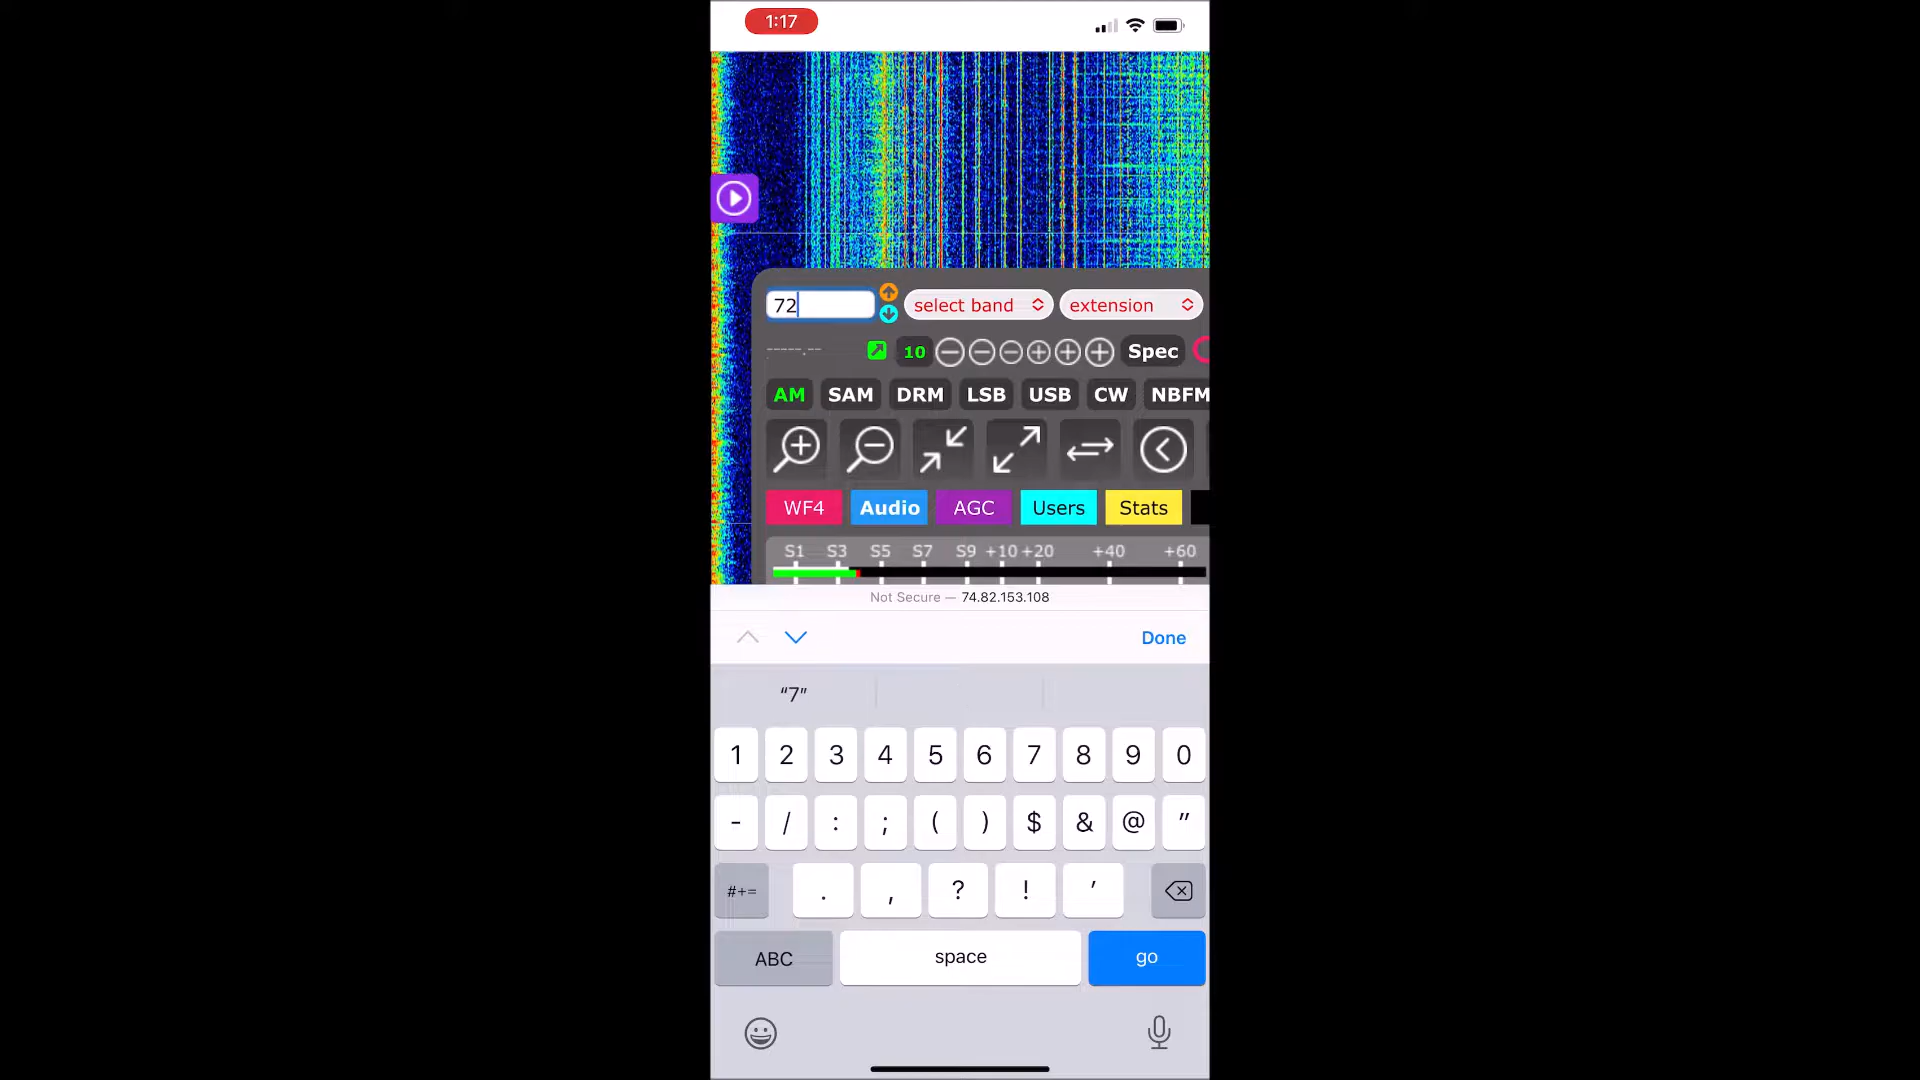 1:17
72
select band
extension
-----.--
10
Spec
AM SAM DRM LSB USB CW NBFM
WF4 Audio AGC Users Stats
S1 S3 S5 S7 S9 +10 +20 +40 +60
Not Secure — 74.82.153.108
Done
“7”
1 2 3 4 5 6 7 8 9 0
- / : ; ( ) $ & @ "
#+= . , ? ! '
ABC space go